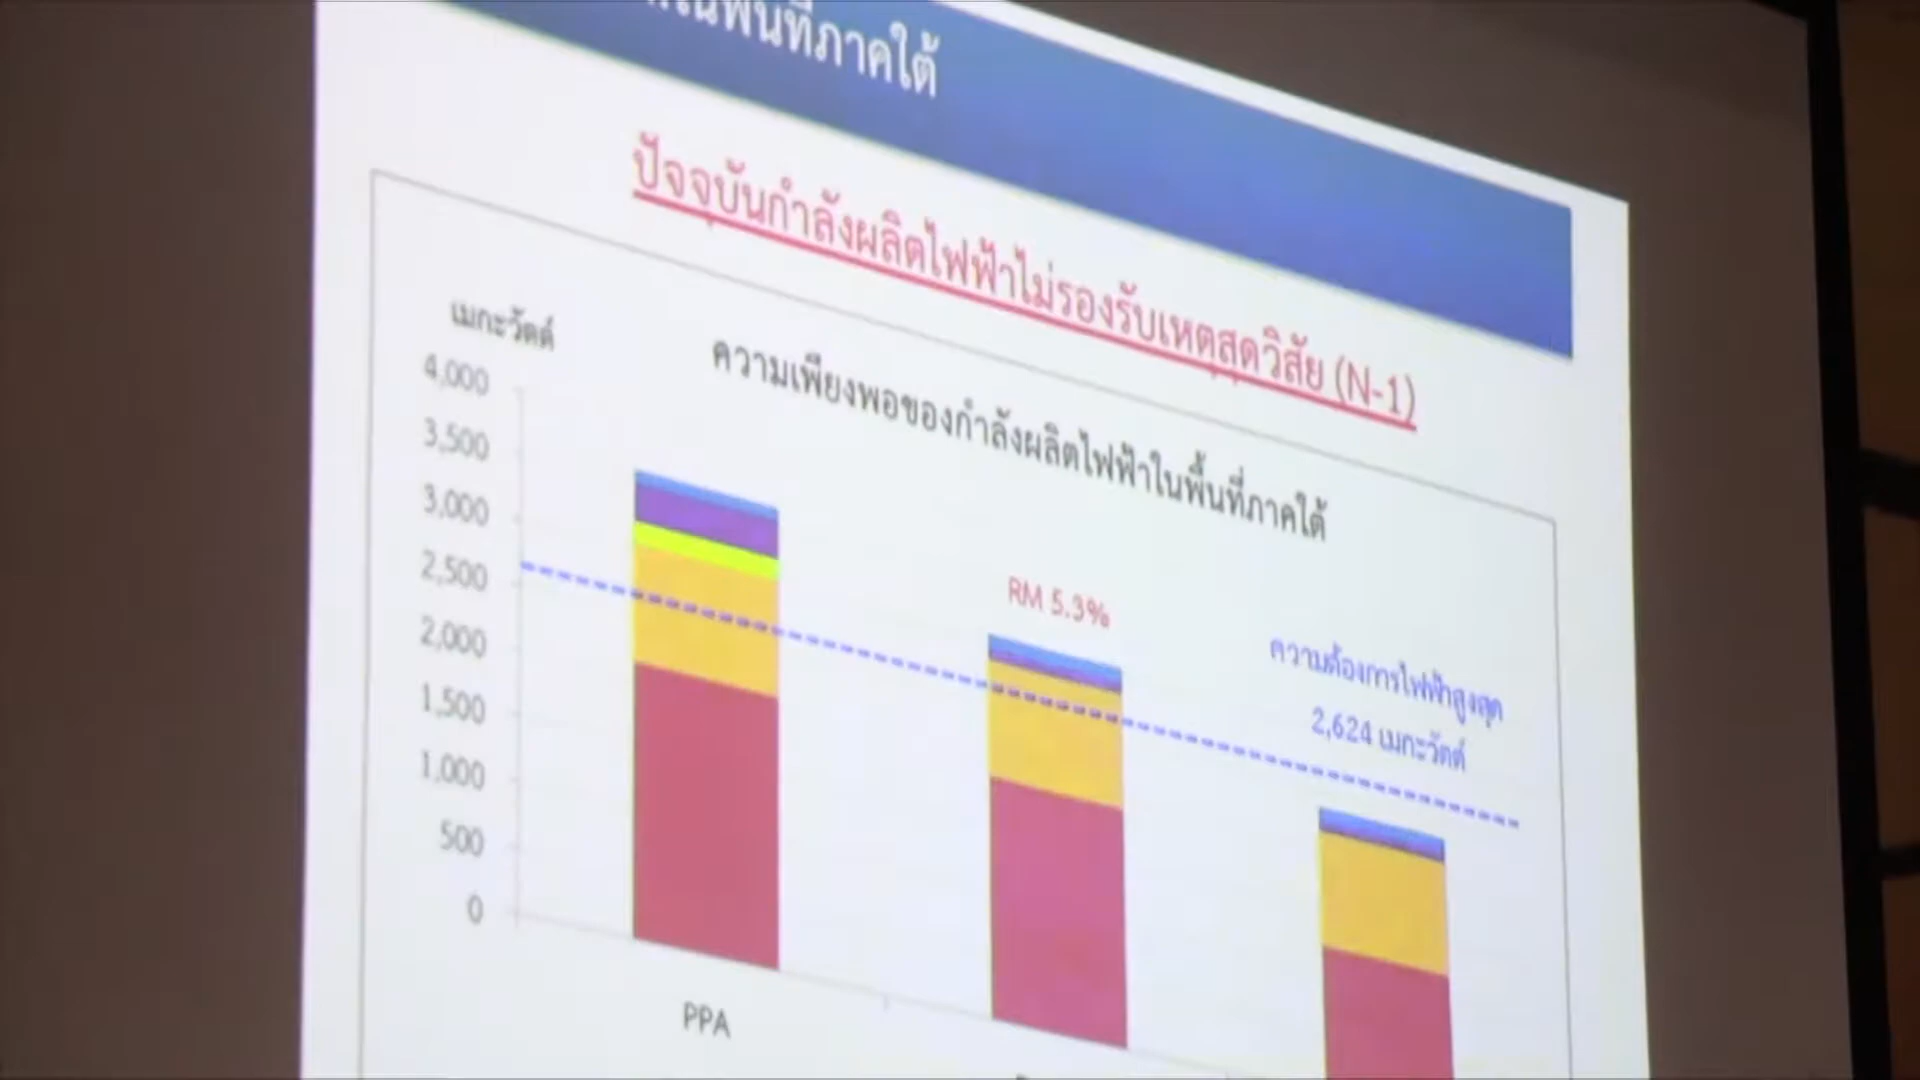 ในพื้นที่ภาคใต้
ปัจจุบันกำลังผลิตไฟฟ้าไม่รองรับเหตุสุดวิสัย (N-1)
เมกะวัตต์
ความเพียงพอของกำลังผลิตไฟฟ้าในพื้นที่ภาคใต้
4,000
3,500
3,000
2,500
2,000
1,500
1,000
500
0
RM 5.3%
ความต้องการไฟฟ้าสูงสุด
2,624 เมกะวัตต์
PPA